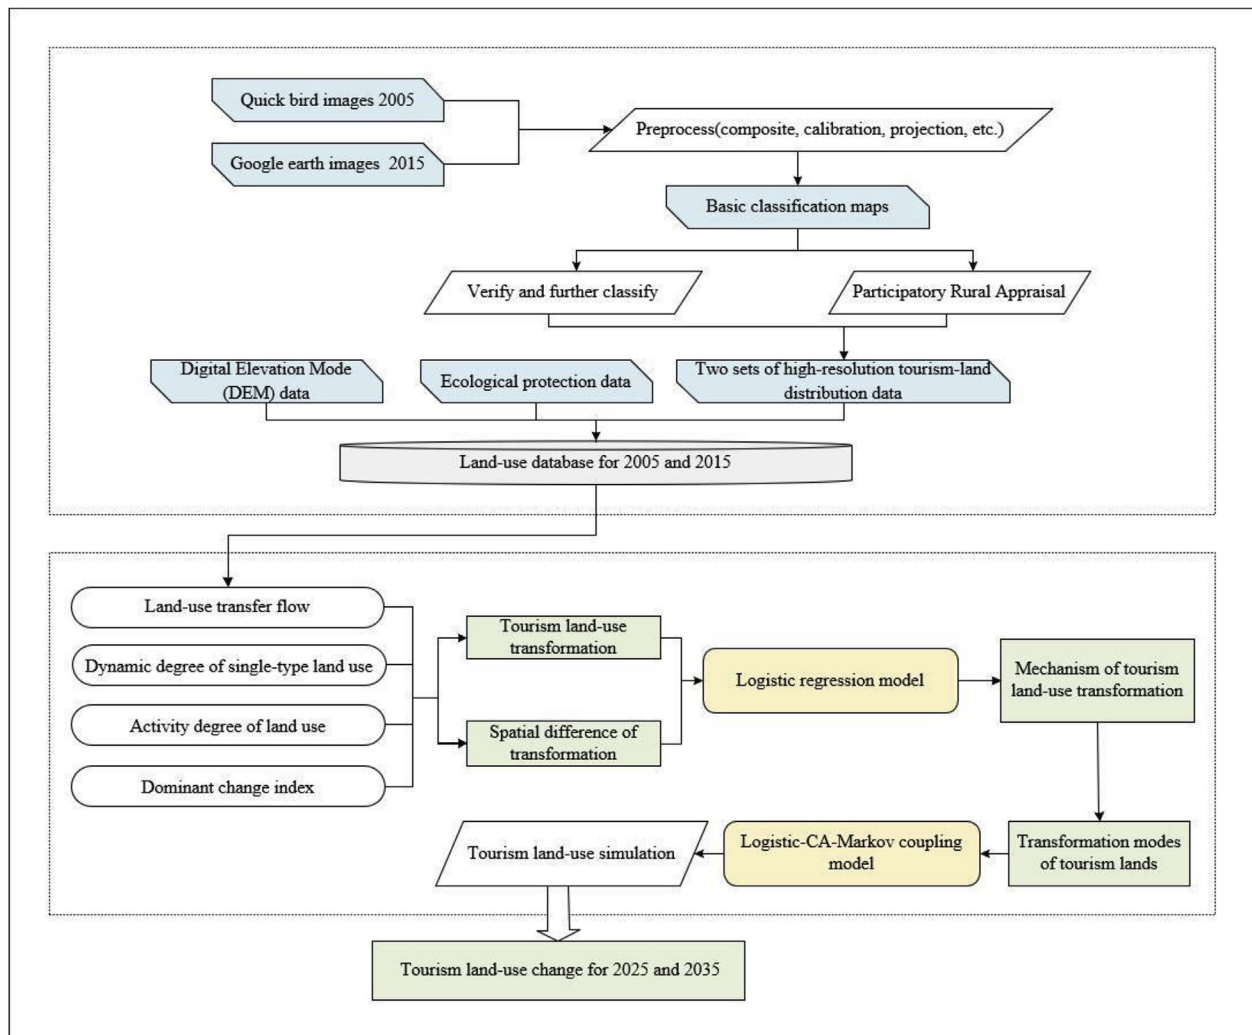 Quick bird images 2005
Google earth images 2015
Preprocess(composite, calibration, projection, etc.)
Basic classification maps
Verify and further classify
Participatory Rural Appraisal
Digital Elevation Mode
(DEM) data
Ecological protection data
Two sets of high-resolution tourism-land
distribution data
Land-use database for 2005 and 2015
Land-use transfer flow
Dynamic degree of single-type land use
Activity degree of land use
Dominant change index
Tourism land-use
transformation
Spatial difference of
transformation
Logistic regression model
Mechanism of tourism
land-use transformation
Tourism land-use simulation
Logistic-CA-Markov coupling
model
Transformation modes
of tourism lands
Tourism land-use change for 2025 and 2035